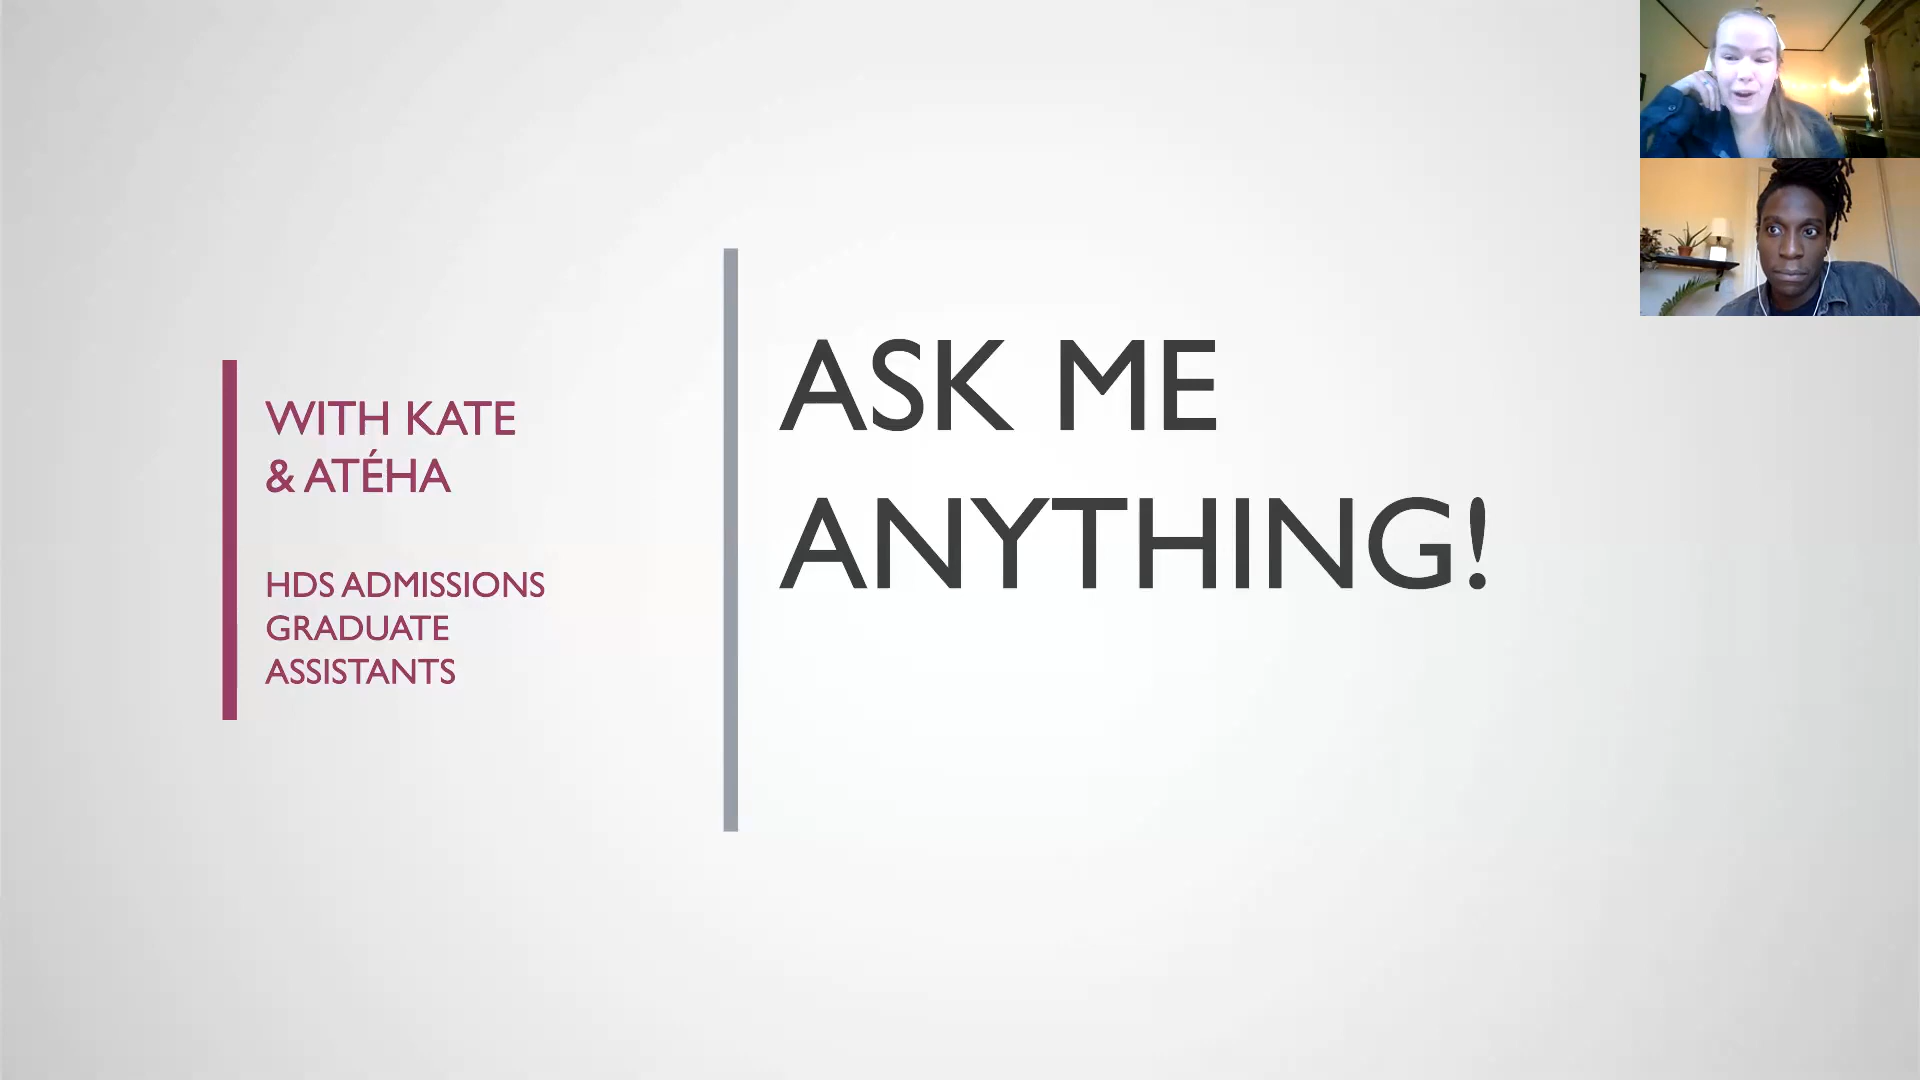 WITH KATE
& ATÉHA
HDS ADMISSIONS
GRADUATE
ASSISTANTS
ASK ME
ANYTHING!